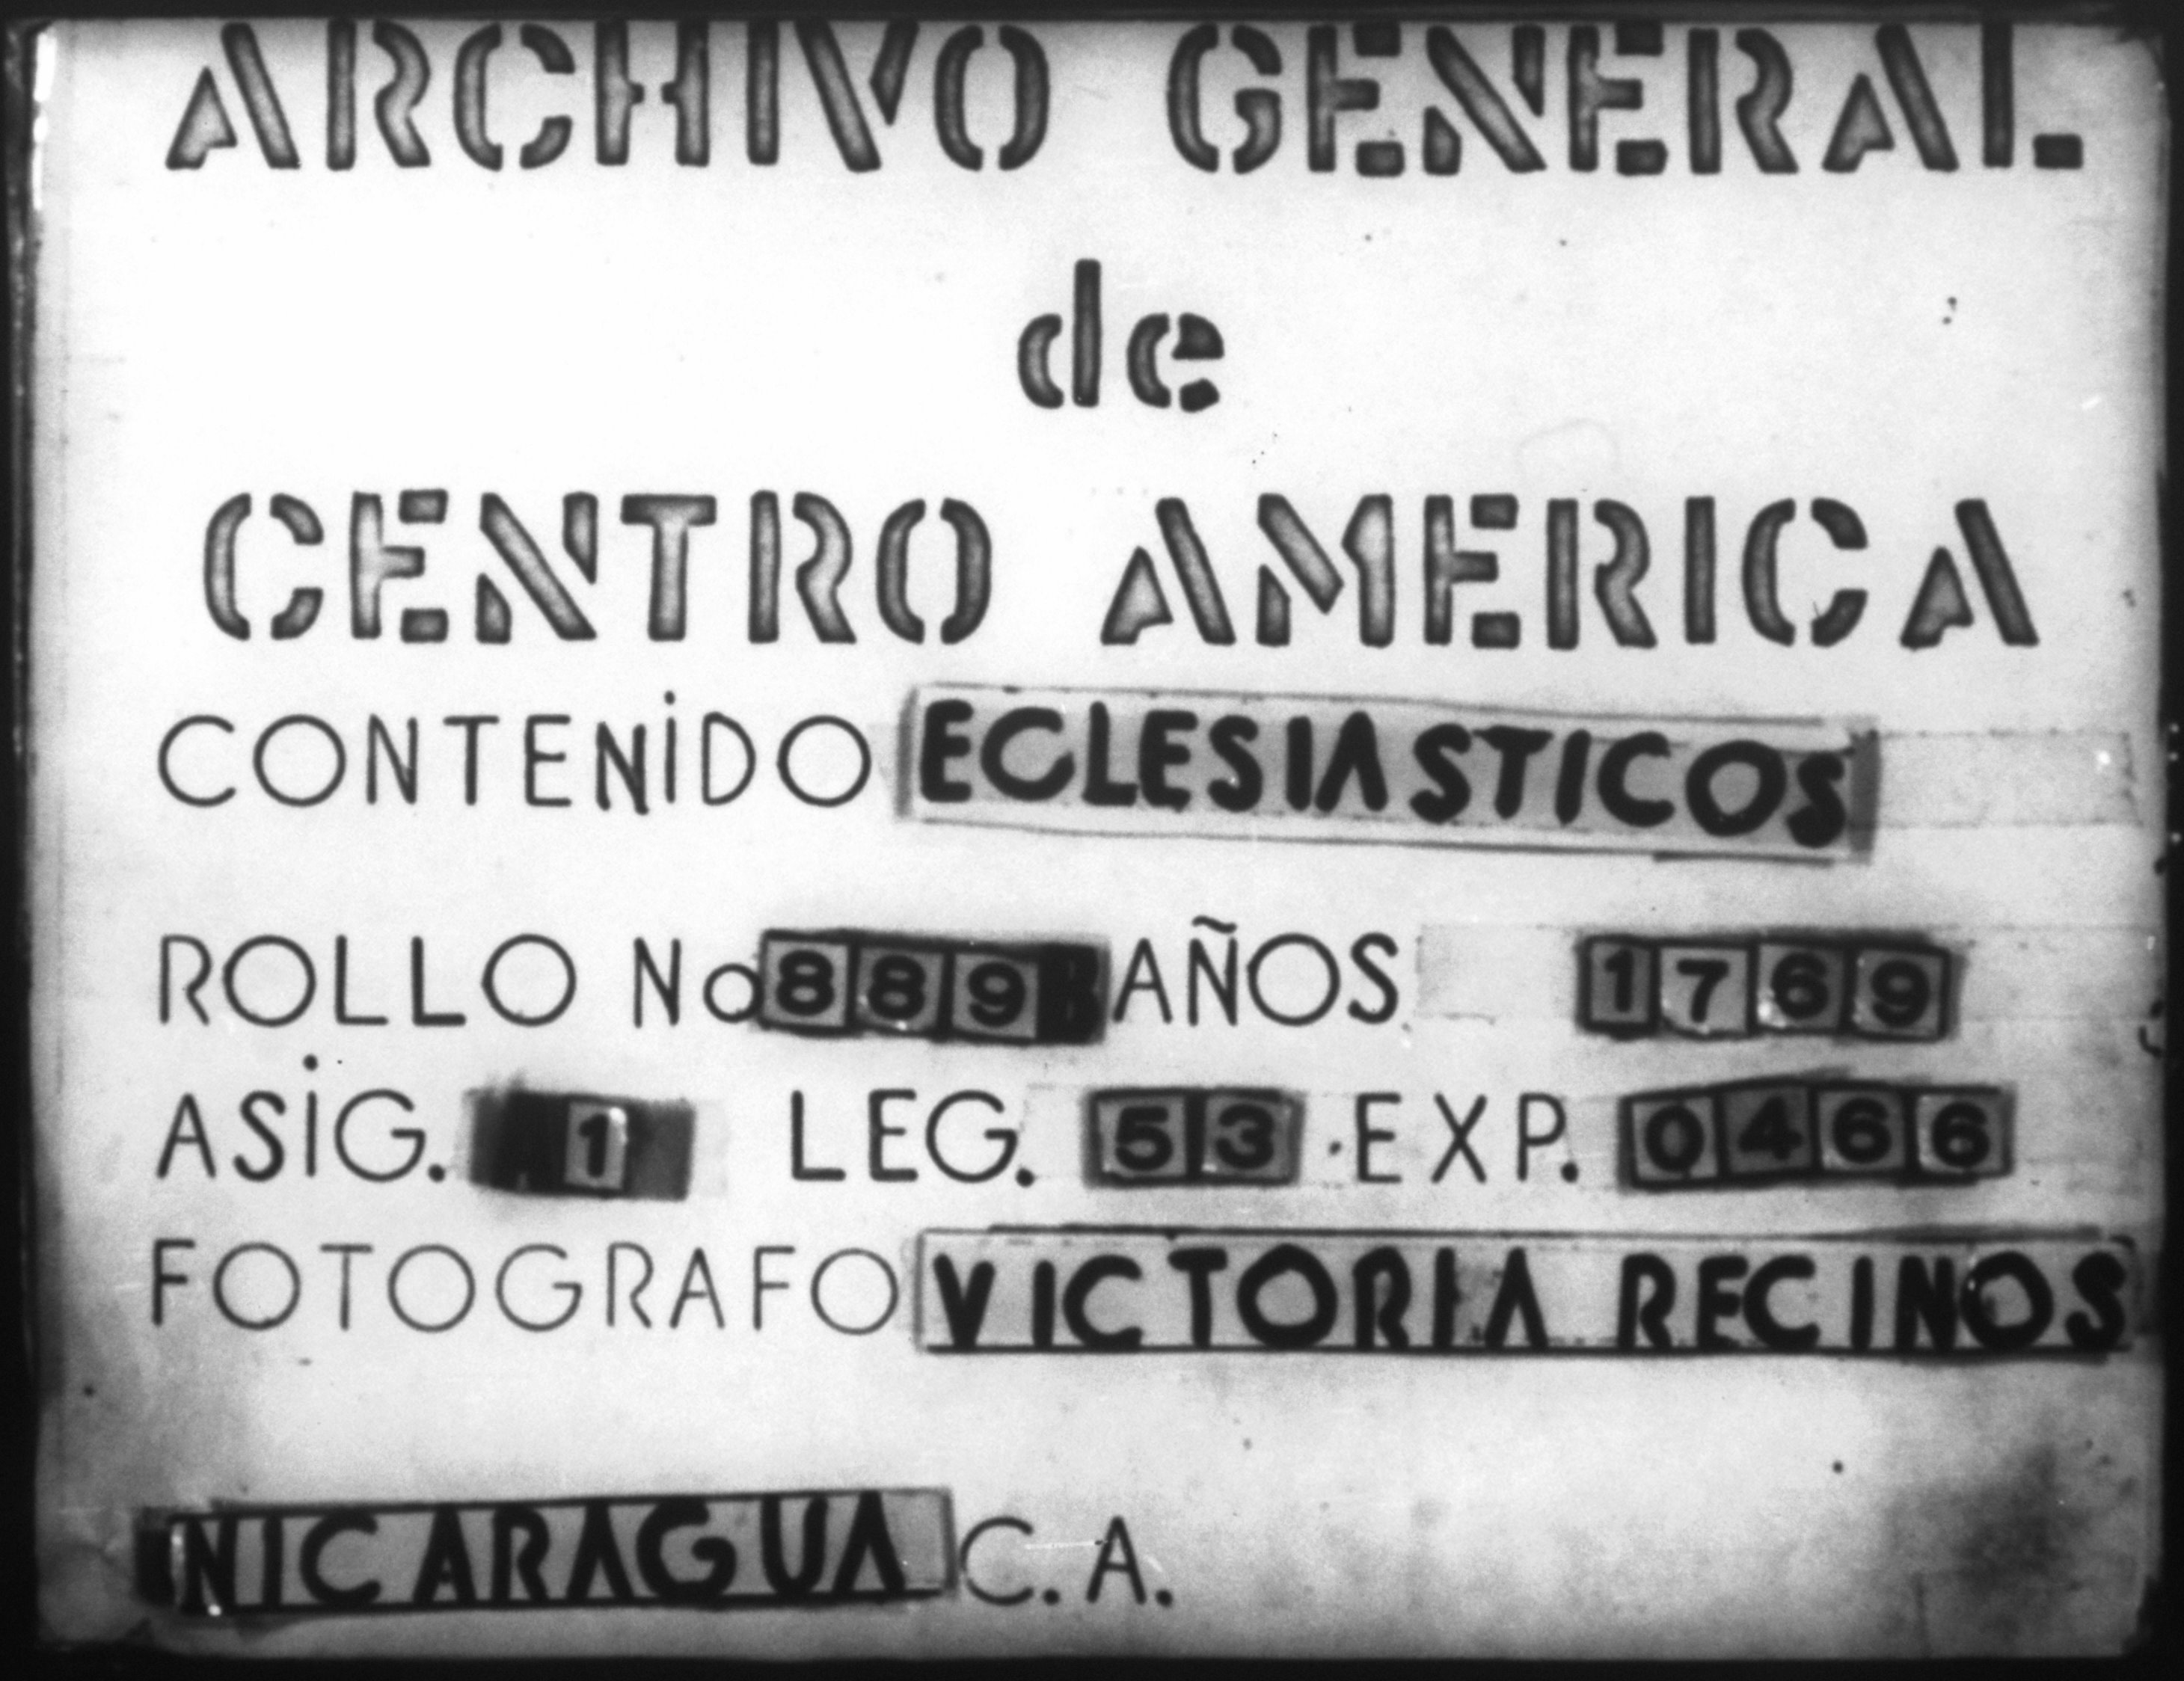 ARCHIVO GENERAL
de
CENTRO AMERICA
CONTENIDO ECLESIASTICOS
ROLLO No 889 AÑOS 1769
ASIG. 1 LEG. 53 EXP. 0466
FOTOGRAFO VICTORIA RECINOS
NICARAGUA C.A.